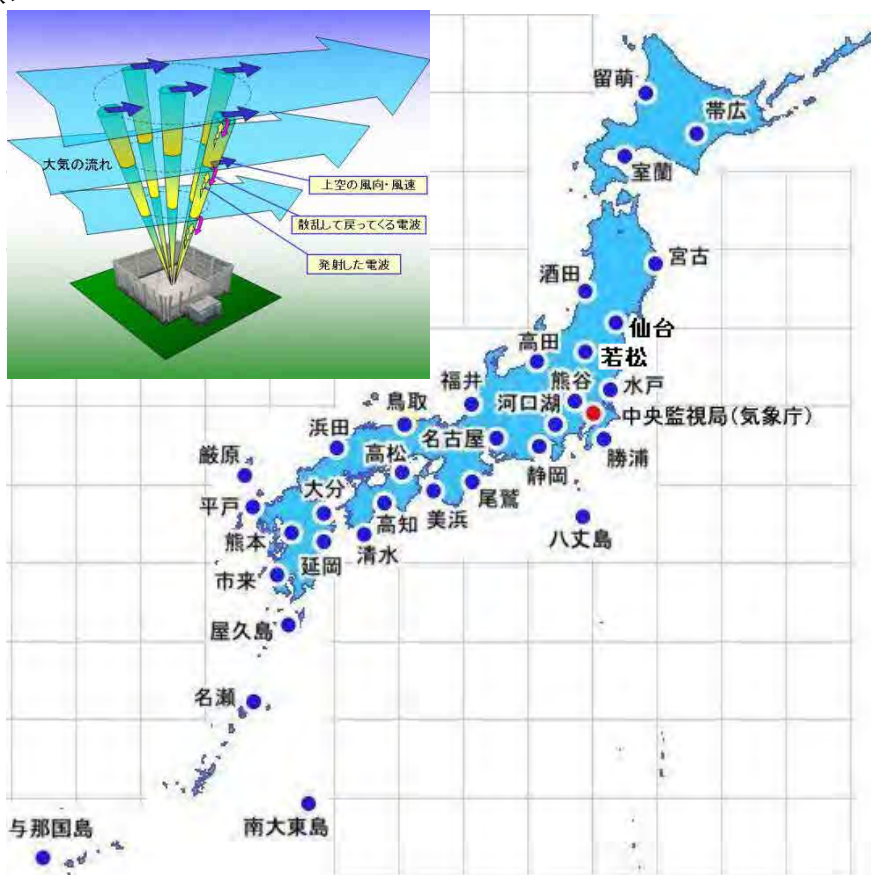 大気の流れ
上空の風向・風速
散乱して戻ってくる電波
発射した電波
留萌
帯広
室蘭
宮古
酒田
仙台
高田
若松
福井
熊谷
水戸
鳥取
河口湖
中央監視局(気象庁)
浜田
名古屋
勝浦
厳原
高松
静岡
大分
尾鷲
平戸
高知
美浜
八丈島
熊本
清水
延岡
市来
屋久島
名瀬
与那国島
南大東島